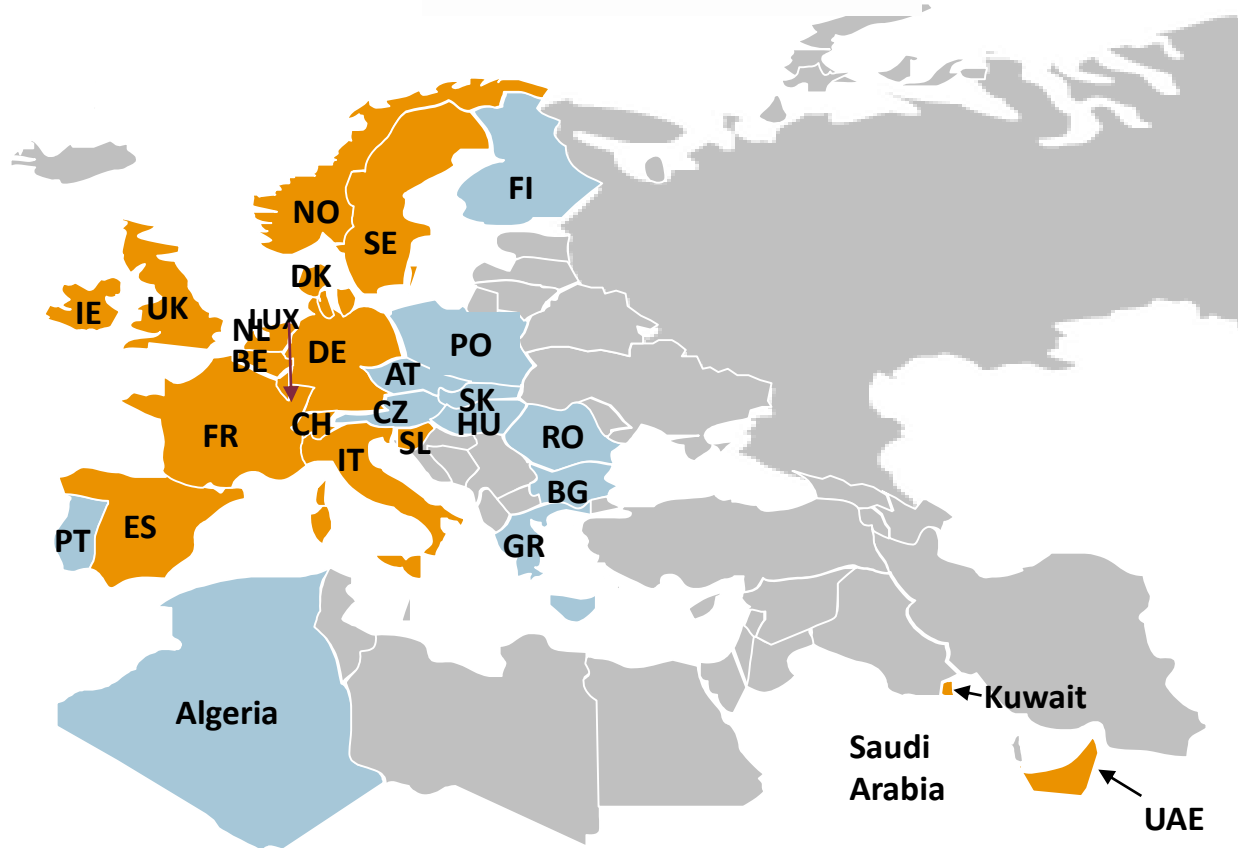 FI
NO
SE
DK
IE
UK
LUX
NL
BE
DE
PO
AT
SK
CZ
HU
CH
FR
SL
RO
IT
BG
ES
PT
GR
Algeria
Kuwait
Saudi
Arabia
UAE